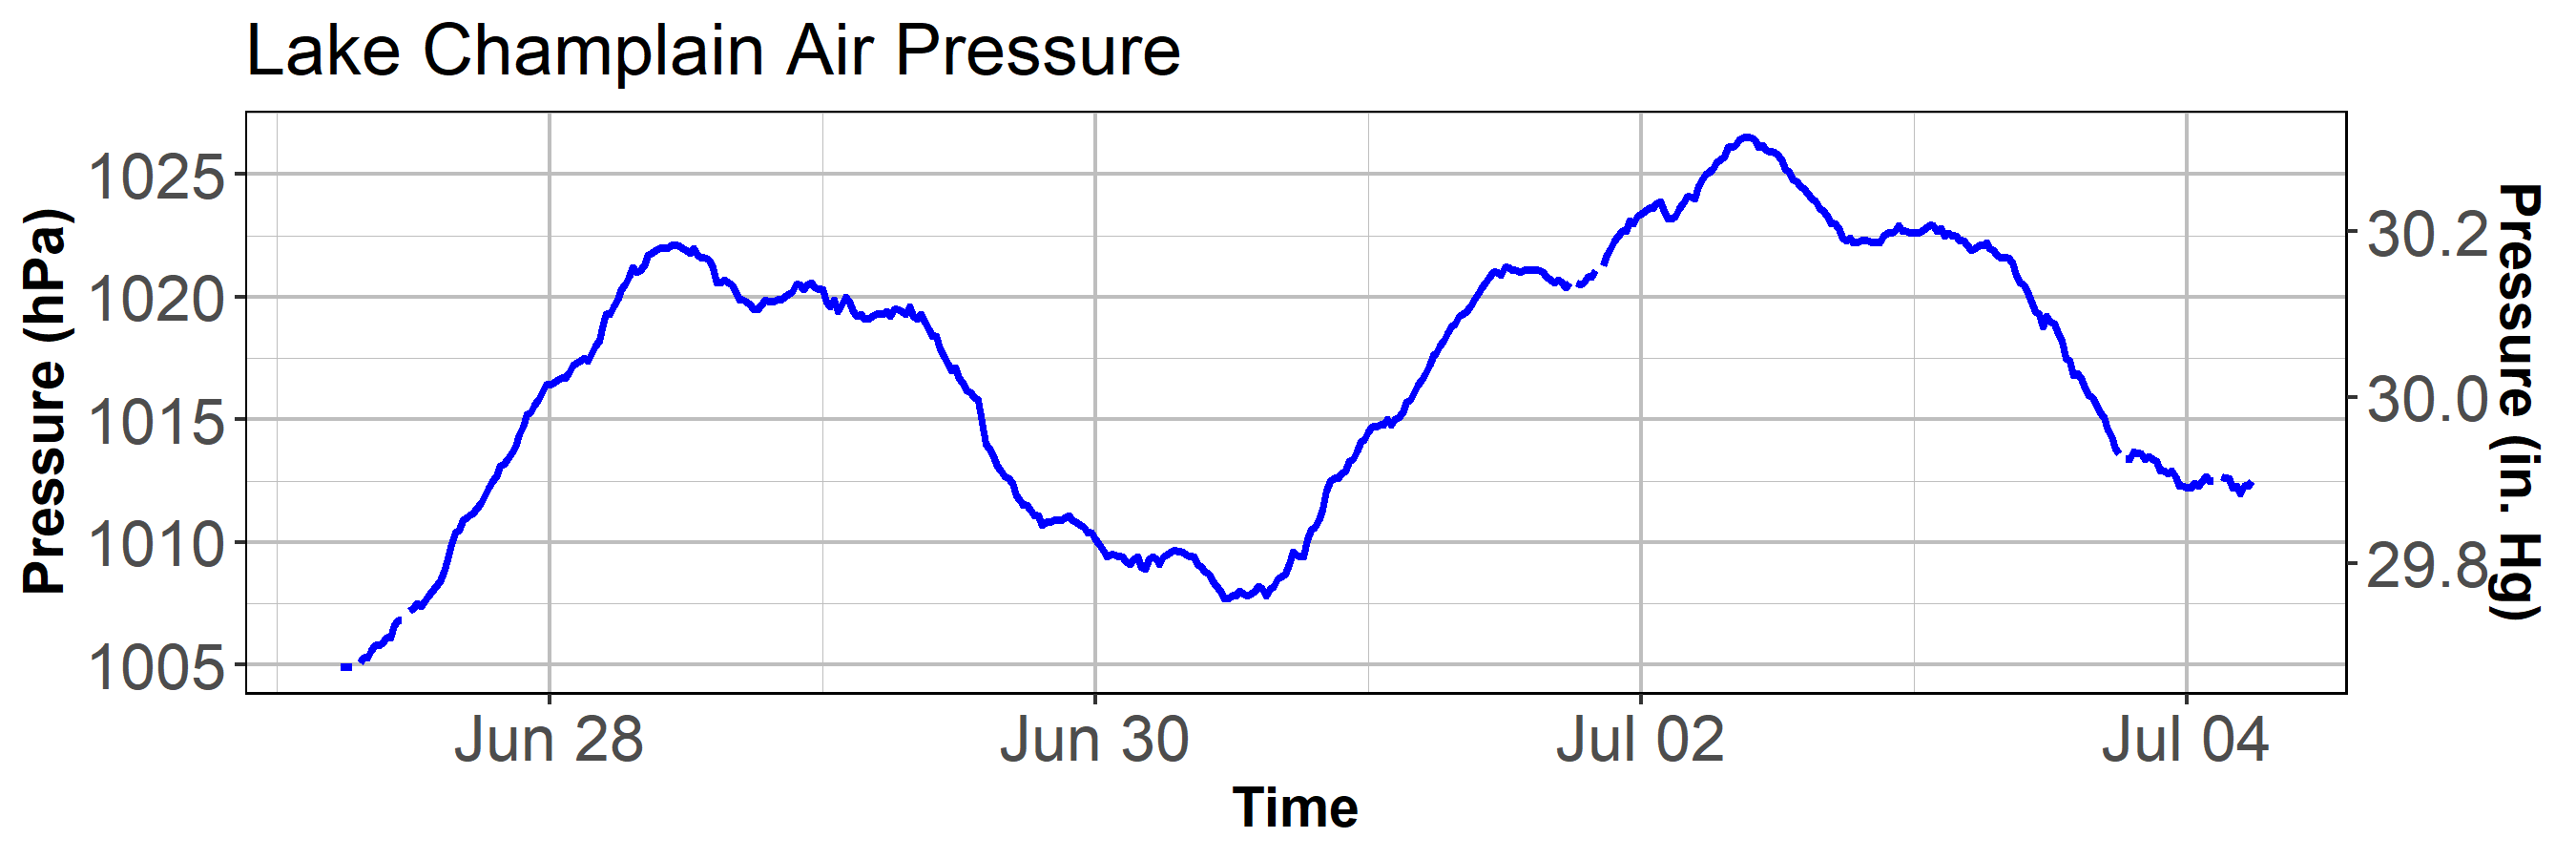 Lake Champlain Air Pressure
Pressure (hPa)
1025
1020
1015
1010
1005
30.2
30.0
29.8
Pressure (in. Hg)
Jun 28
Jun 30
Jul 02
Jul 04
Time